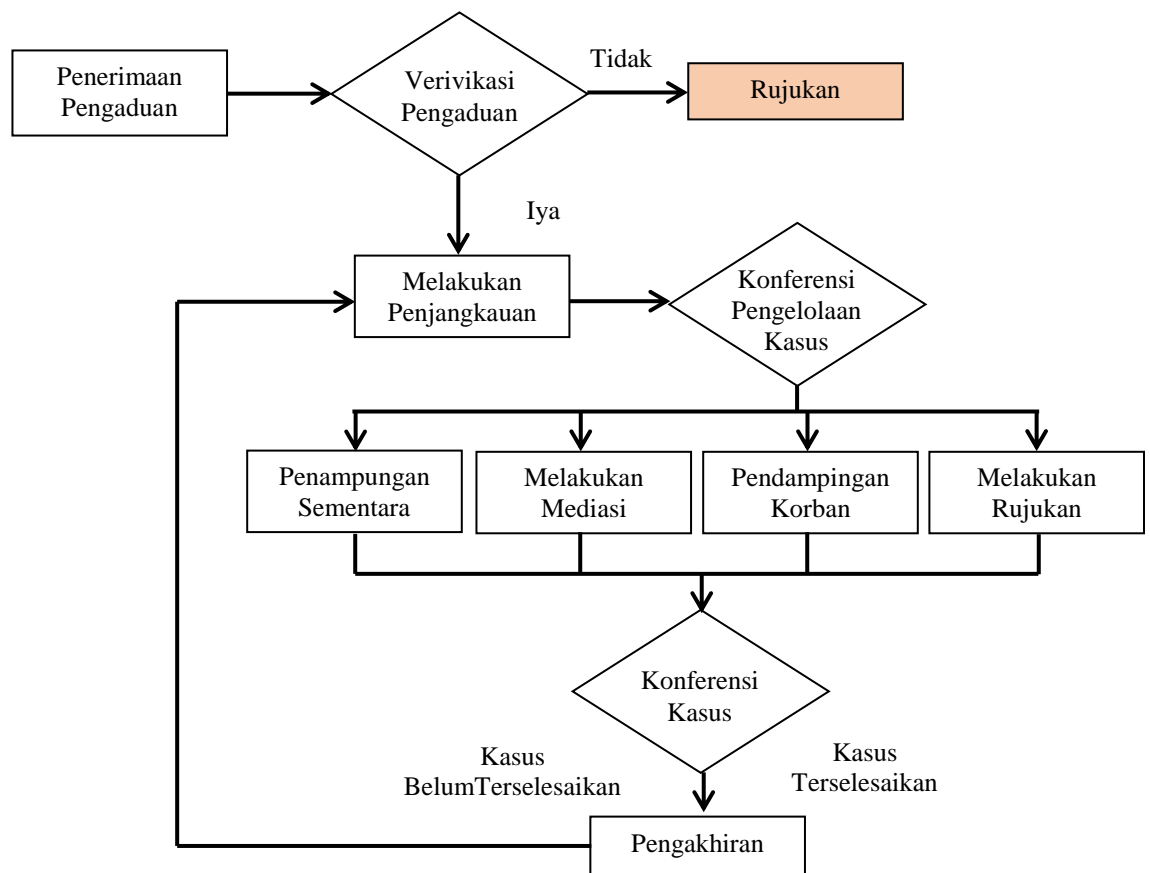 Penerimaan
Pengaduan
Verivikasi
Pengaduan
Tidak
Rujukan
Iya
Melakukan
Penjangkauan
Konferensi
Pengelolaan
Kasus
Penampungan
Sementara
Melakukan
Mediasi
Pendampingan
Korban
Melakukan
Rujukan
Konferensi
Kasus
Kasus
BelumTerselesaikan
Kasus
Terselesaikan
Pengakhiran